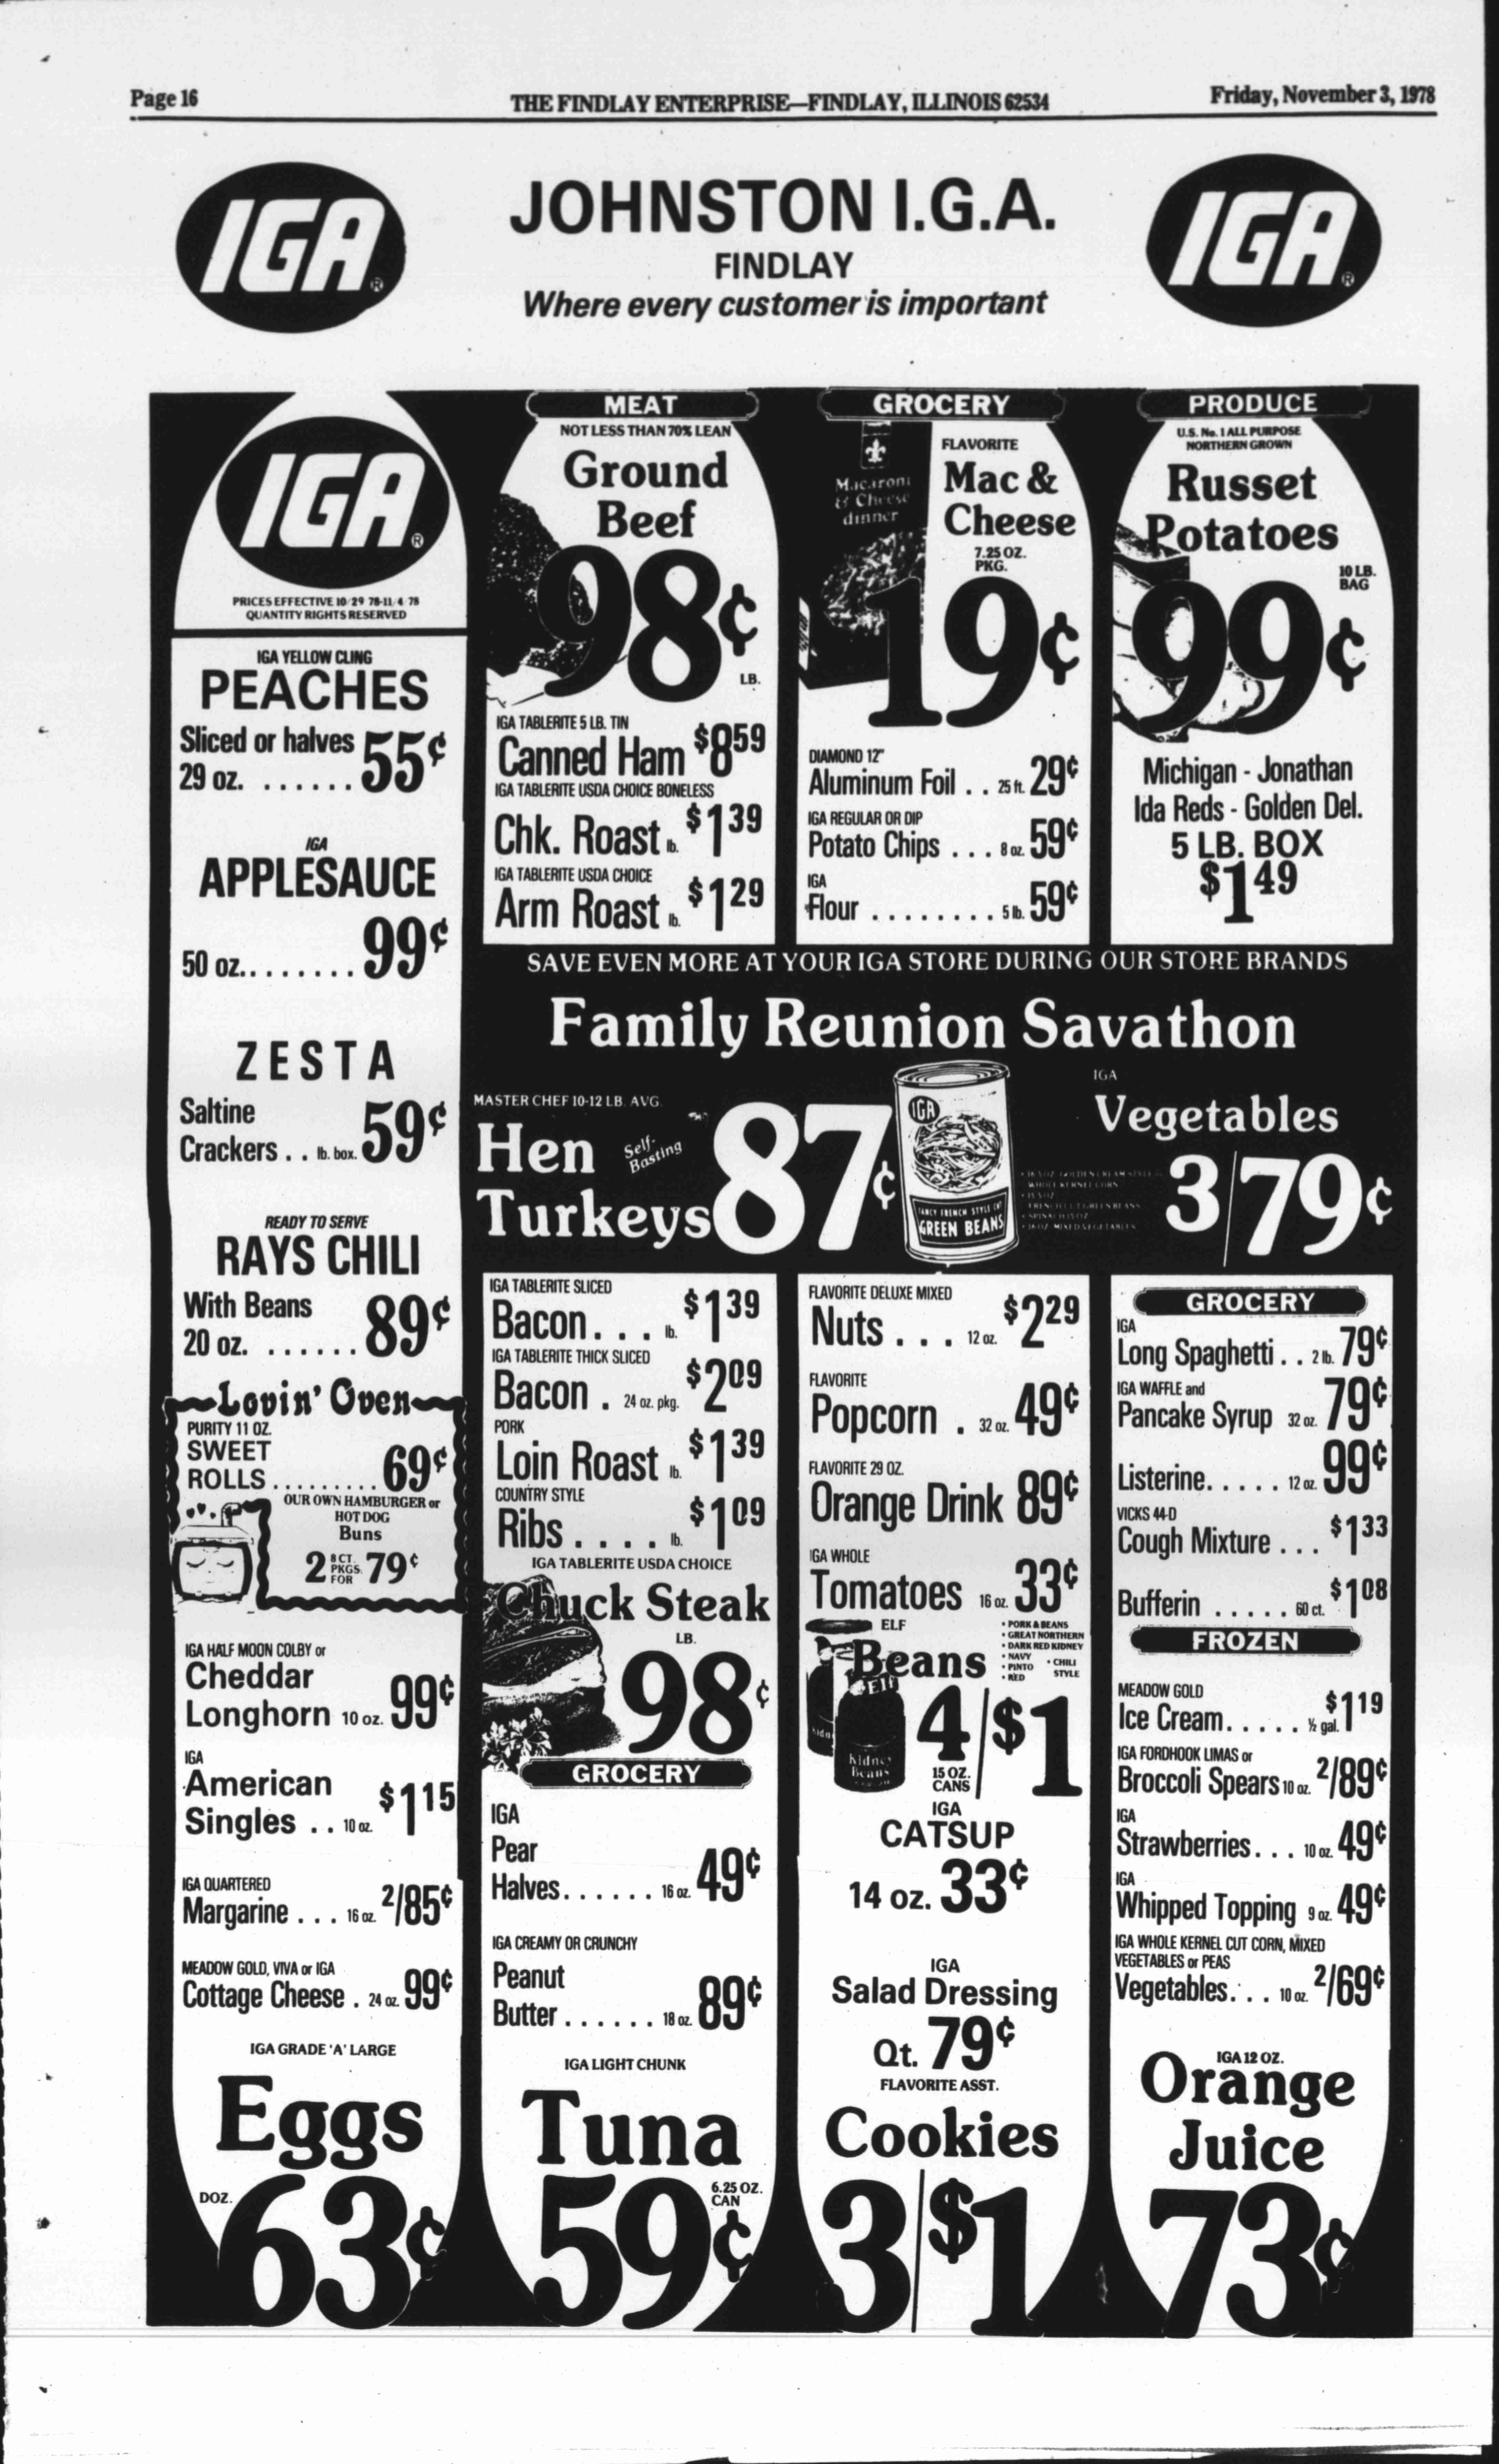 Page 16
THE FINDLAY ENTERPRISE—FINDLAY, ILLINOIS 62534
Friday, November 3, 1978
IGA
JOHNSTON I.G.A.
FINDLAY
Where every customer is important
IGA
IGA
PRICES EFFECTIVE 10/29 78-11/4 78
QUANTITY RIGHTS RESERVED
IGA YELLOW CLING
PEACHES
Sliced or halves
29 oz. ...... 55¢
IGA
APPLESAUCE
50 oz........ 99¢
ZESTA
Saltine
Crackers .. lb. box. 59¢
READY TO SERVE
RAYS CHILI
With Beans
20 oz. ...... 89¢
Lovin' Oven
PURITY 11 OZ.
SWEET
ROLLS ......... 69¢
OUR OWN HAMBURGER or
HOT DOG
Buns
2 8 CT. PKGS. FOR 79¢
IGA HALF MOON COLBY or
Cheddar
Longhorn 10 oz. 99¢
IGA
American
Singles .. 10 oz. $1 15
IGA QUARTERED
Margarine ... 16 oz. 2/85¢
MEADOW GOLD, VIVA or IGA
Cottage Cheese . 24 oz. 99¢
IGA GRADE 'A' LARGE
Eggs
DOZ. 63¢
MEAT
NOT LESS THAN 70% LEAN
Ground
Beef
98¢
LB.
IGA TABLERITE 5 LB. TIN
Canned Ham $8 59
IGA TABLERITE USDA CHOICE BONELESS
Chk. Roast . lb. $1 39
IGA TABLERITE USDA CHOICE
Arm Roast . lb. $1 29
GROCERY
Macaroni
& Cheese
dinner
FLAVORITE
Mac &
Cheese
7.25 OZ.
PKG.
19¢
DIAMOND 12"
Aluminum Foil .. 25 ft. 29¢
IGA REGULAR OR DIP
Potato Chips ... 8 oz. 59¢
IGA
Flour ........ 5 lb. 59¢
PRODUCE
U.S. No. 1 ALL PURPOSE
NORTHERN GROWN
Russet
Potatoes
10 LB.
BAG
99¢
Michigan - Jonathan
Ida Reds - Golden Del.
5 LB. BOX
$1 49
SAVE EVEN MORE AT YOUR IGA STORE DURING OUR STORE BRANDS
Family Reunion Savathon
MASTER CHEF 10-12 LB. AVG.
Hen
Self-
Basting
Turkeys
87¢
IGA
FANCY FRENCH STYLE CUT
GREEN BEANS
IGA
Vegetables
3/79¢
IGA TABLERITE SLICED
Bacon... lb. $1 39
IGA TABLERITE THICK SLICED
Bacon . 24 oz. pkg. $2 09
PORK
Loin Roast . lb. $1 39
COUNTRY STYLE
Ribs .... lb. $1 09
IGA TABLERITE USDA CHOICE
Chuck Steak
LB.
98¢
GROCERY
IGA
Pear
Halves...... 16 oz. 49¢
IGA CREAMY OR CRUNCHY
Peanut
Butter...... 18 oz. 89¢
IGA LIGHT CHUNK
Tuna
6.25 OZ.
CAN
59¢
FLAVORITE DELUXE MIXED
Nuts ... 12 oz. $2 29
FLAVORITE
Popcorn . 32 oz. 49¢
FLAVORITE 29 OZ.
Orange Drink 89¢
IGA WHOLE
Tomatoes 16 oz. 33¢
ELF
Beans
• PORK & BEANS
• GREAT NORTHERN
• DARK RED KIDNEY
• NAVY
• PINTO
• RED
• CHILI
STYLE
Elf
Kidney
Beans
4/$1
15 OZ.
CANS
IGA
CATSUP
14 oz. 33¢
IGA
Salad Dressing
Qt. 79¢
FLAVORITE ASST.
Cookies
3/$1
GROCERY
IGA
Long Spaghetti .. 2 lb. 79¢
IGA WAFFLE and
Pancake Syrup 32 oz. 79¢
Listerine..... 12 oz. 99¢
VICKS 44-D
Cough Mixture ... $1 33
Bufferin ..... 60 ct. $1 08
FROZEN
MEADOW GOLD
Ice Cream..... ½ gal. $1 19
IGA FORDHOOK LIMAS or
Broccoli Spears 10 oz. 2/89¢
IGA
Strawberries... 10 oz. 49¢
IGA
Whipped Topping 9 oz. 49¢
IGA WHOLE KERNEL CUT CORN, MIXED
VEGETABLES or PEAS
Vegetables... 10 oz. 2/69¢
IGA 12 OZ.
Orange
Juice
73¢